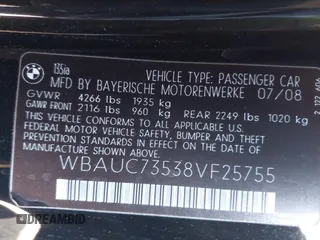 VEHICLE TYPE: PASSENGER CAR
135ia
MFD BY BAYERISCHE MOTORENWERKE 07/08
GVWR 4266 lbs 1935 kg
GAWR FRONT 2116 lbs 960 kg REAR 2249 lbs 1020 kg
THIS VEHICLE CONFORMS TO ALL APPLICABLE FEDERAL
MOTOR VEHICLE SAFETY, BUMPER AND THEFT PREVENTION
STANDARDS IN EFFECT ON THE DATE OF
MANUFACTURE SHOWN ABOVE.
WBAUC73538VF25755
DREAMBID